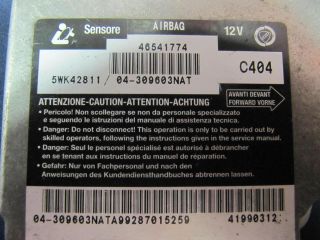 Sensore AIRBAG 12V
46541774
5WK42811 / 04-309603NAT C404
AVANTI DEVANT
FORWARD VORNE
ATTENZIONE-CAUTION-ATTENTION-ACHTUNG
• Pericolo! Non scollegare se non da personale specializzato
e seguendo le istruzioni del manuale di assistenza tecnica.
• Danger: Do not disconnect! This operation is only to be carried out by
skilled personnel, following the instructions given in the service manual.
• Danger: Seul le personel spécialisé est autorisé à débrancher
en se tenant strictement aux instructions du manuel de
réparation.
• Gefahr: Nur von Fachpersonal und nach den
Anweisungen des Kundendiensthandbuches abtrennen.
04-309603NATA99287015259 41990312